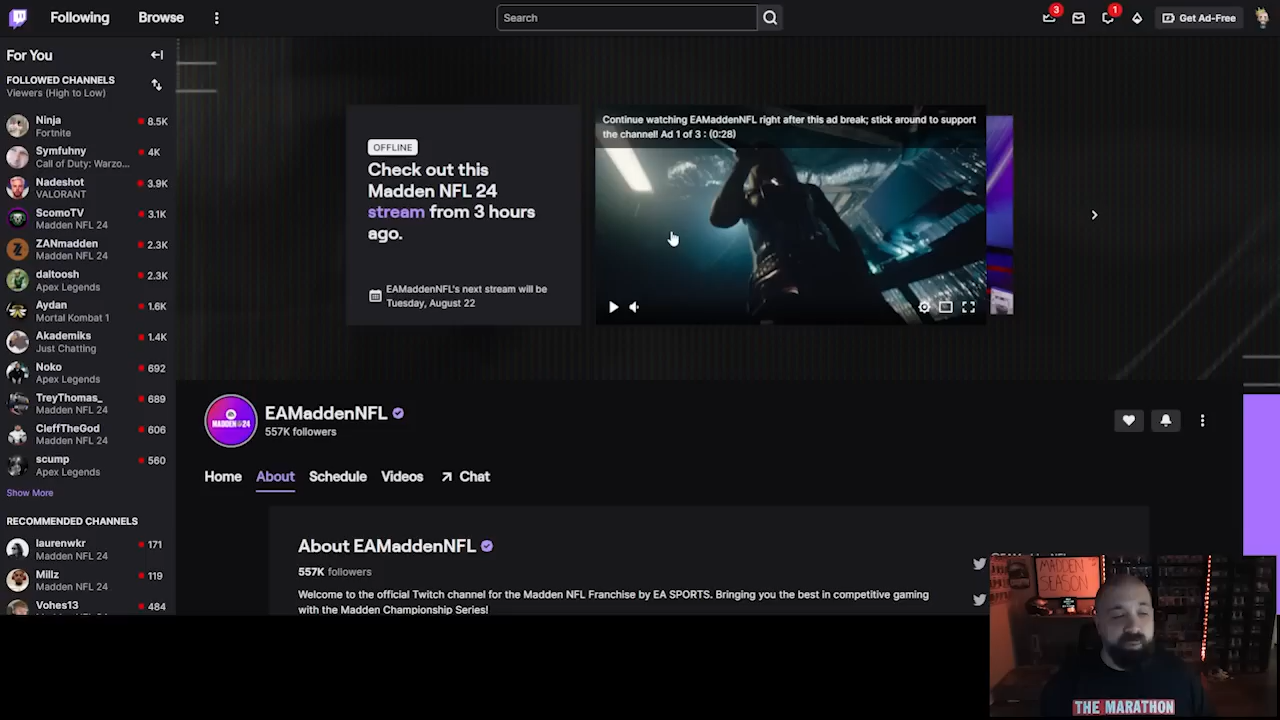 Following
Browse
Search
3
1
Get Ad-Free
For You
FOLLOWED CHANNELS
Viewers (High to Low)
Ninja
8.5K
Fortnite
Symfuhny
4K
Call of Duty: Warzo...
Nadeshot
3.9K
VALORANT
ScomoTV
3.1K
Madden NFL 24
ZANmadden
2.3K
Madden NFL 24
daltoosh
2.3K
Apex Legends
Aydan
1.6K
Mortal Kombat 1
Akademiks
1.4K
Just Chatting
Noko
692
Apex Legends
TreyThomas_
689
Madden NFL 24
CleffTheGod
606
Madden NFL 24
scump
560
Apex Legends
Show More
RECOMMENDED CHANNELS
laurenwkr
171
Madden NFL 24
Millz
119
Madden NFL 24
Vohes13
484
Madden NFL 24
OFFLINE
Check out this
Madden NFL 24
stream from 3 hours
ago.
EAMaddenNFL's next stream will be
Tuesday, August 22
Continue watching EAMaddenNFL right after this ad break; stick around to support
the channel! Ad 1 of 3 : (0:28)
EAMaddenNFL
557K followers
Home
About
Schedule
Videos
Chat
About EAMaddenNFL
557K followers
Welcome to the official Twitch channel for the Madden NFL Franchise by EA SPORTS. Bringing you the best in competitive gaming
with the Madden Championship Series!
MADDEN
SEASON
THE MARATHON